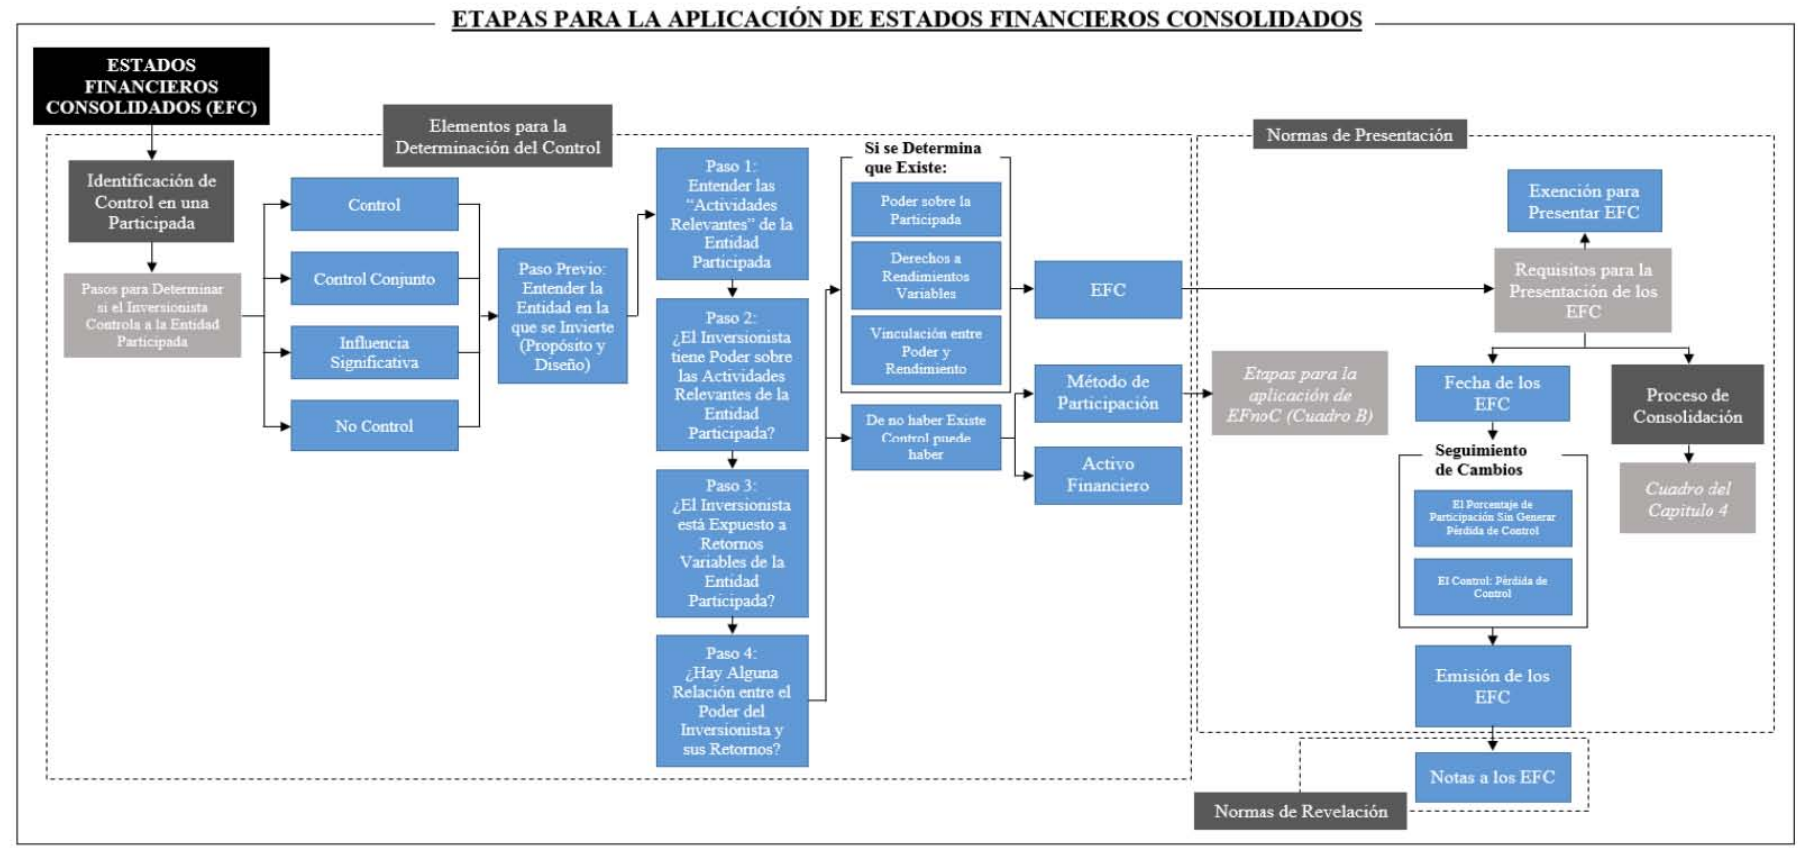 ETAPAS PARA LA APLICACIÓN DE ESTADOS FINANCIEROS CONSOLIDADOS
ESTADOS
FINANCIEROS
CONSOLIDADOS (EFC)
Identificación de
Control en una
Participada
Pasos para Determinar
si el Inversionista
Controla a la Entidad
Participada
Elementos para la
Determinación del Control
Control
Control Conjunto
Influencia
Significativa
No Control
Paso Previo:
Entender la
Entidad en la
que se Invierte
(Propósito y
Diseño)
Paso 1:
Entender las
“Actividades
Relevantes” de la
Entidad
Participada
Paso 2:
¿El Inversionista
tiene Poder sobre
las Actividades
Relevantes de la
Entidad
Participada?
Paso 3:
¿El Inversionista
está Expuesto a
Retornos
Variables de la
Entidad
Participada?
Paso 4:
¿Hay Alguna
Relación entre el
Poder del
Inversionista y
sus Retornos?
Si se Determina
que Existe:
Poder sobre la
Participada
Derechos a
Rendimientos
Variables
Vinculación entre
Poder y
Rendimiento
De no haber Existe
Control puede
haber
EFC
Método de
Participación
Activo
Financiero
Normas de Presentación
Exención para
Presentar EFC
Requisitos para la
Presentación de los
EFC
Etapas para la
aplicación de
EFnoC (Cuadro B)
Fecha de los
EFC
Proceso de
Consolidación
Seguimiento
de Cambios
El Porcentaje de
Participación Sin Generar
Pérdida de Control
El Control: Pérdida de
Control
Cuadro del
Capitulo 4
Emisión de los
EFC
Notas a los EFC
Normas de Revelación